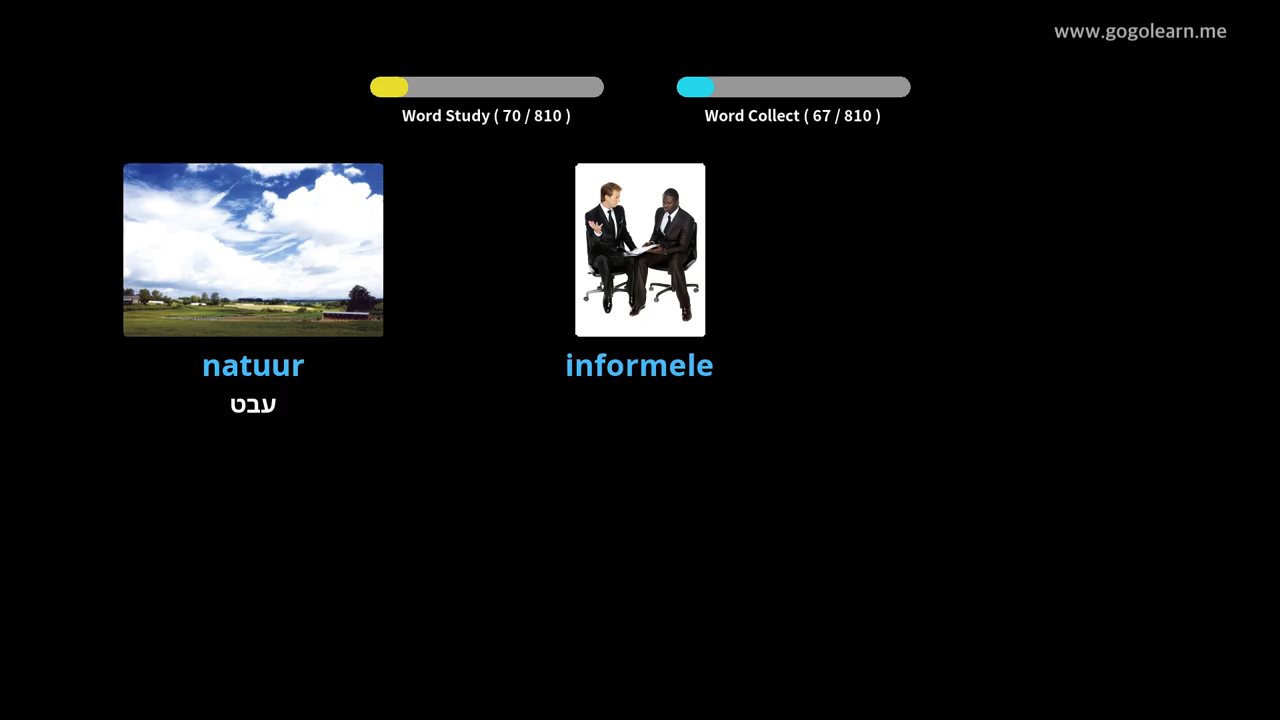 www.gogolearn.me
Word Study ( 70 / 810 )
Word Collect ( 67 / 810 )
natuur
עבט
informele